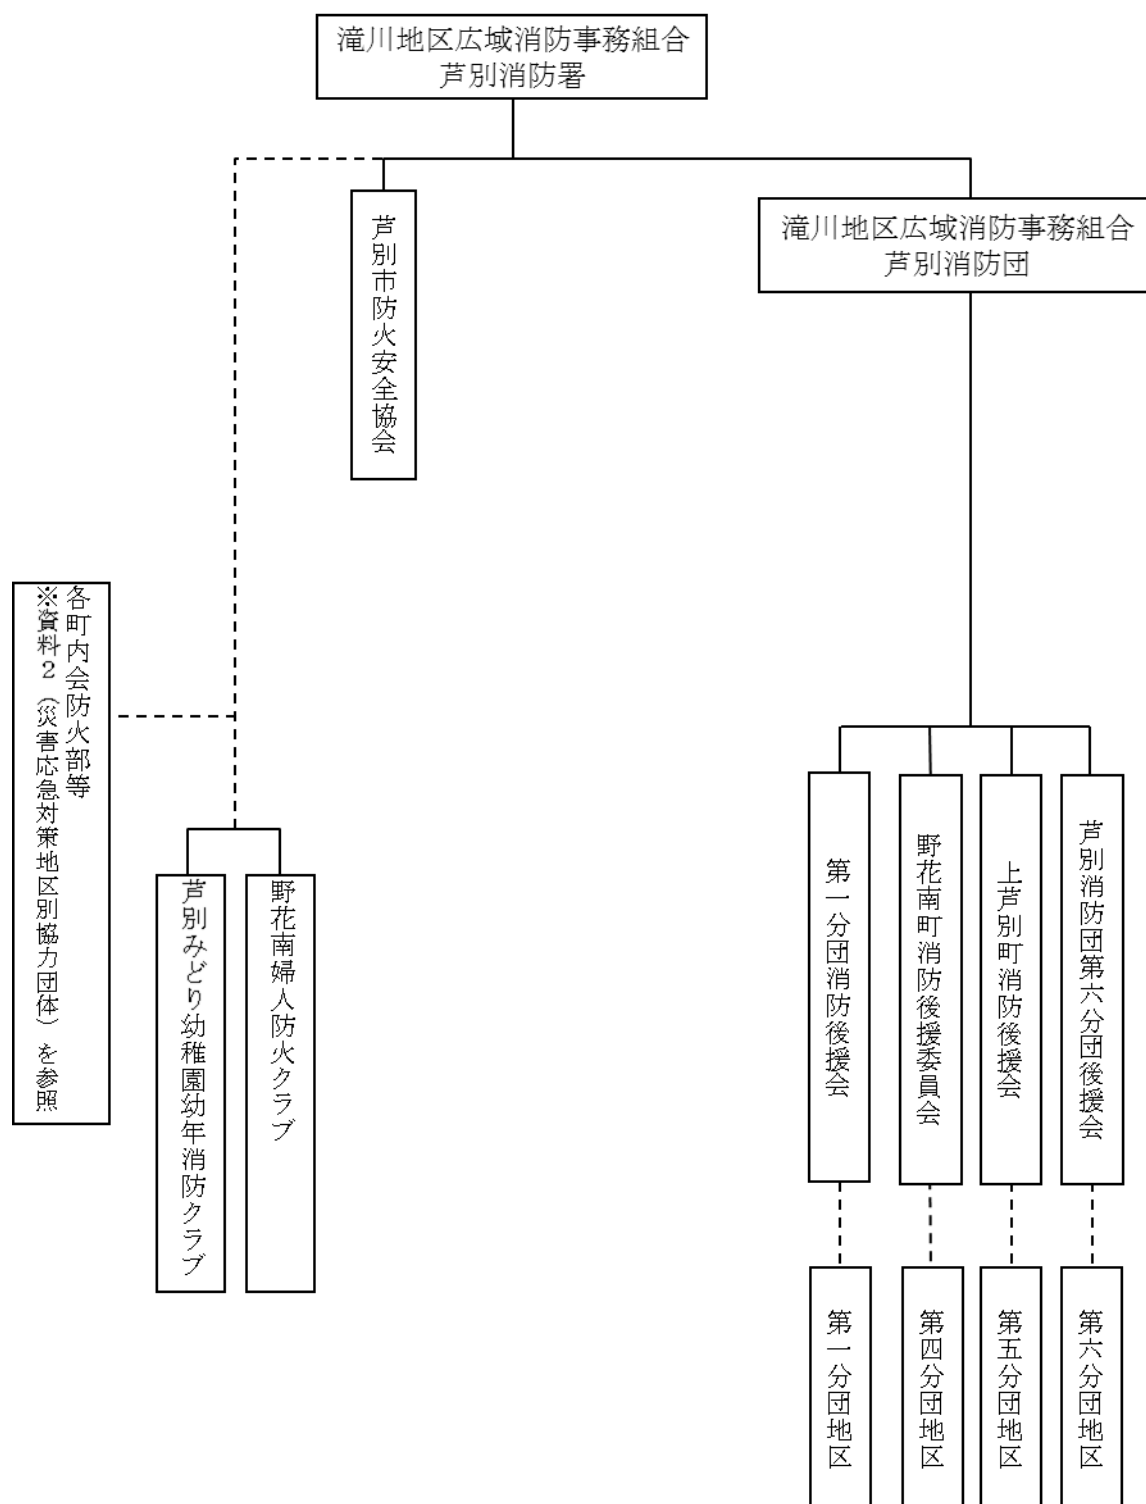 滝川地区広域消防事務組合
芦別消防署
芦別市防火安全協会
滝川地区広域消防事務組合
芦別消防団
各町内会防火部等
※資料２（災害応急対策地区別協力団体）を参照
野花南婦人防火クラブ
芦別みどり幼稚園幼年消防クラブ
芦別消防団第六分団後援会
上芦別町消防後援会
野花南町消防後援委員会
第一分団消防後援会
第六分団地区
第五分団地区
第四分団地区
第一分団地区